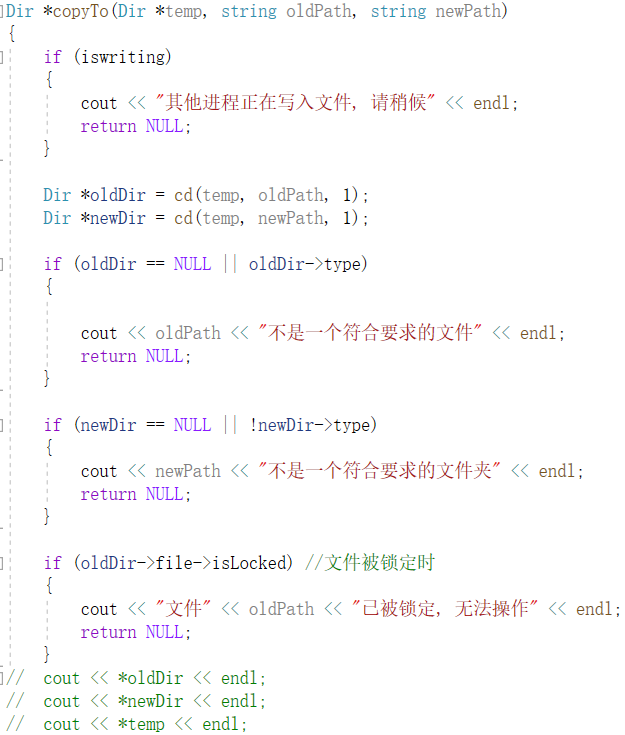 Dir *copyTo(Dir *temp, string oldPath, string newPath)
{
    if (iswriting)
    {
        cout << "其他进程正在写入文件, 请稍候" << endl;
        return NULL;
    }

    Dir *oldDir = cd(temp, oldPath, 1);
    Dir *newDir = cd(temp, newPath, 1);

    if (oldDir == NULL || oldDir->type)
    {

        cout << oldPath << "不是一个符合要求的文件" << endl;
        return NULL;
    }

    if (newDir == NULL || !newDir->type)
    {
        cout << newPath << "不是一个符合要求的文件夹" << endl;
        return NULL;
    }

    if (oldDir->file->isLocked) //文件被锁定时
    {
        cout << "文件" << oldPath << "已被锁定, 无法操作" << endl;
        return NULL;
    }
//  cout << *oldDir << endl;
//  cout << *newDir << endl;
//  cout << *temp << endl;